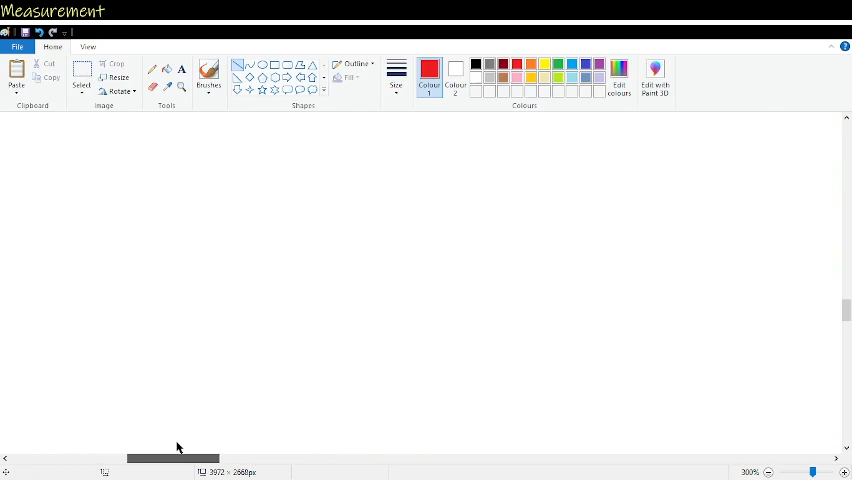 Measurement
File Home View
Paste
Clipboard
Cut
Copy
Select
Crop
Resize
Rotate
Image
Tools
Brushes
Shapes
Outline
Fill
Size
Colour 1
Colour 2
Edit colours
Colours
Edit with Paint 3D
3972 × 2668px
300%